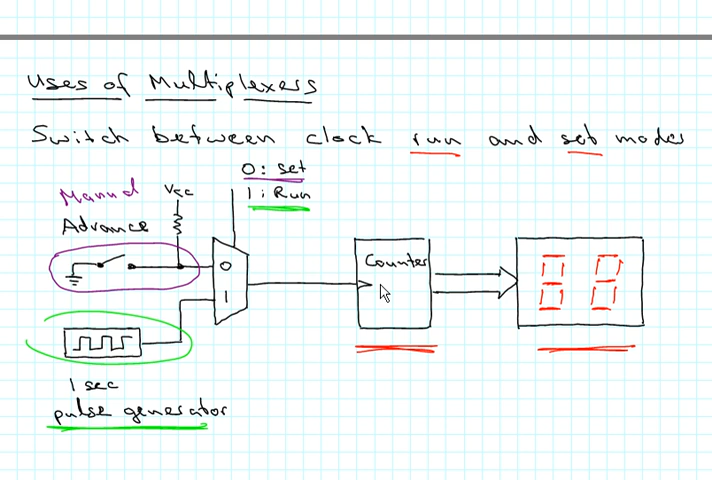 Uses of Multiplexers
Switch between clock run and set modes
0: set
1: Run
Manual
Advance
Vcc
0
1
Counter
88
1 sec
pulse generator